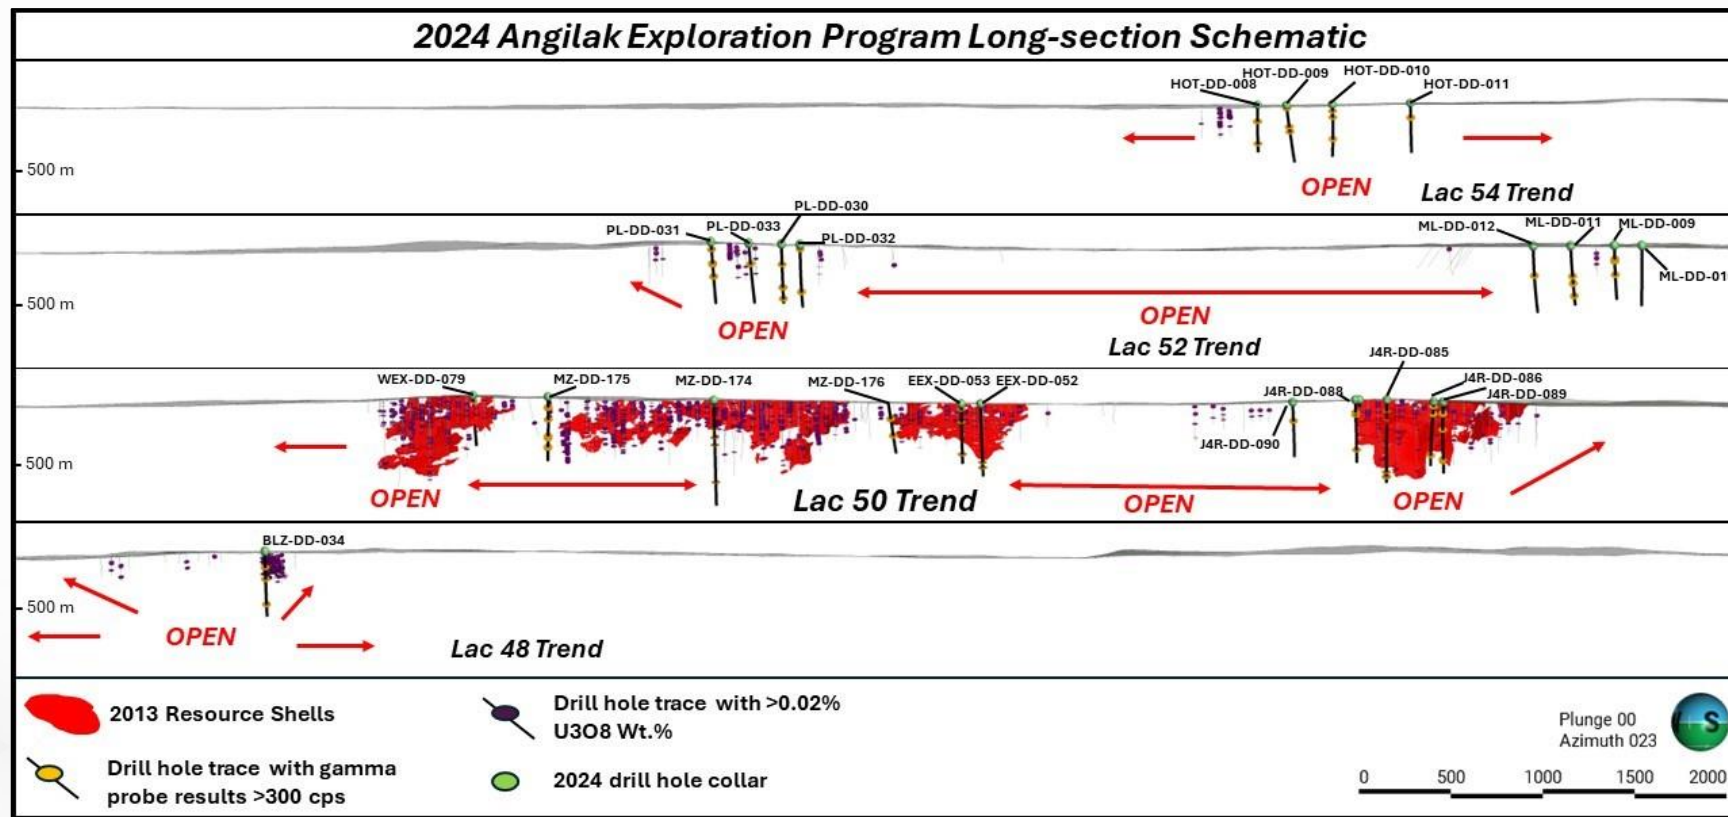 2024 Angilak Exploration Program Long-section Schematic
HOT-DD-008
HOT-DD-009
HOT-DD-010
HOT-DD-011
500 m
OPEN
Lac 54 Trend
PL-DD-031
PL-DD-033
PL-DD-030
PL-DD-032
ML-DD-012
ML-DD-011
ML-DD-009
ML-DD-01
500 m
OPEN
OPEN
Lac 52 Trend
WEX-DD-079
MZ-DD-175
MZ-DD-174
MZ-DD-176
EEX-DD-053
EEX-DD-052
J4R-DD-088
J4R-DD-085
J4R-DD-086
J4R-DD-089
J4R-DD-090
500 m
OPEN
Lac 50 Trend
OPEN
OPEN
BLZ-DD-034
500 m
OPEN
Lac 48 Trend
2013 Resource Shells
Drill hole trace with >0.02%
U3O8 Wt.%
Drill hole trace with gamma
probe results >300 cps
2024 drill hole collar
Plunge 00
Azimuth 023
S
0 500 1000 1500 2000